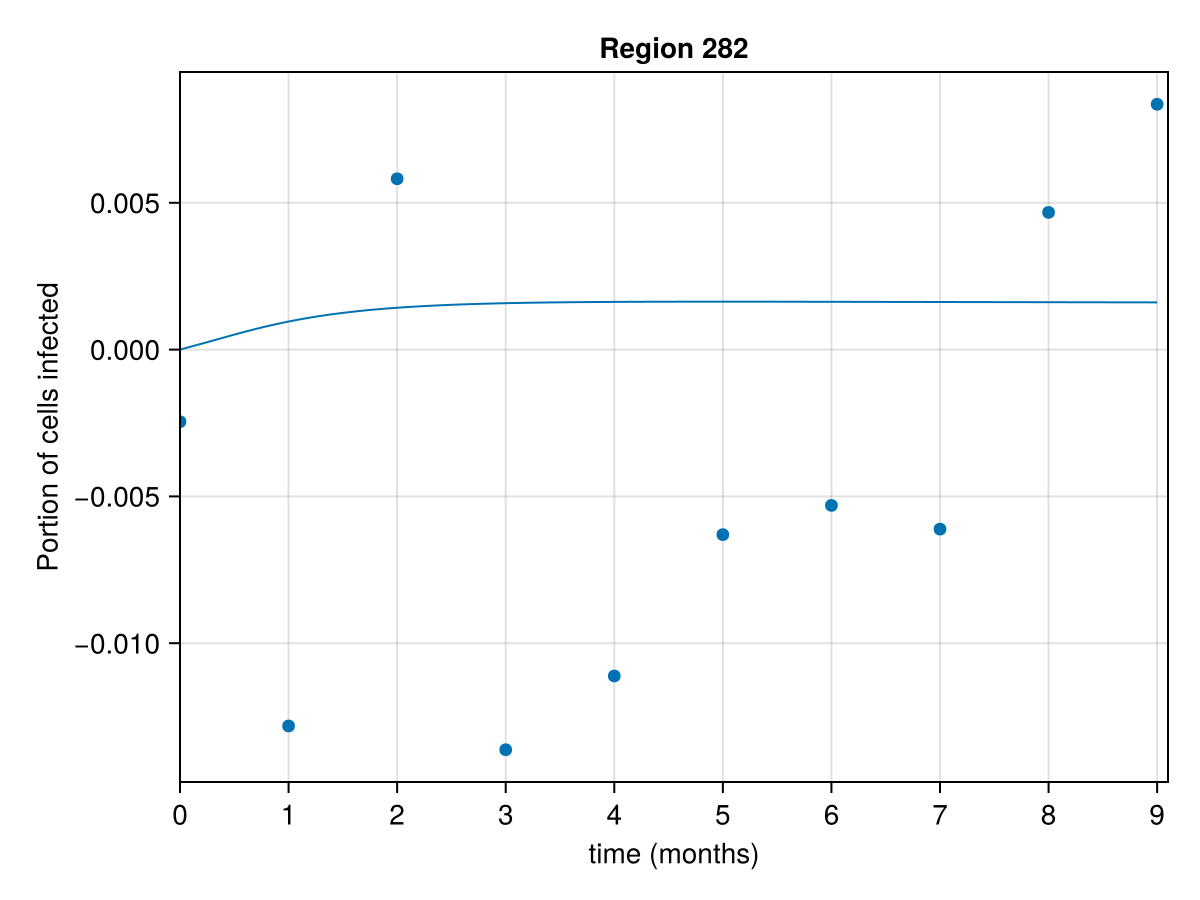 Region 282
Portion of cells infected
0.005
0.000
−0.005
−0.010
0 1 2 3 4 5 6 7 8 9
time (months)